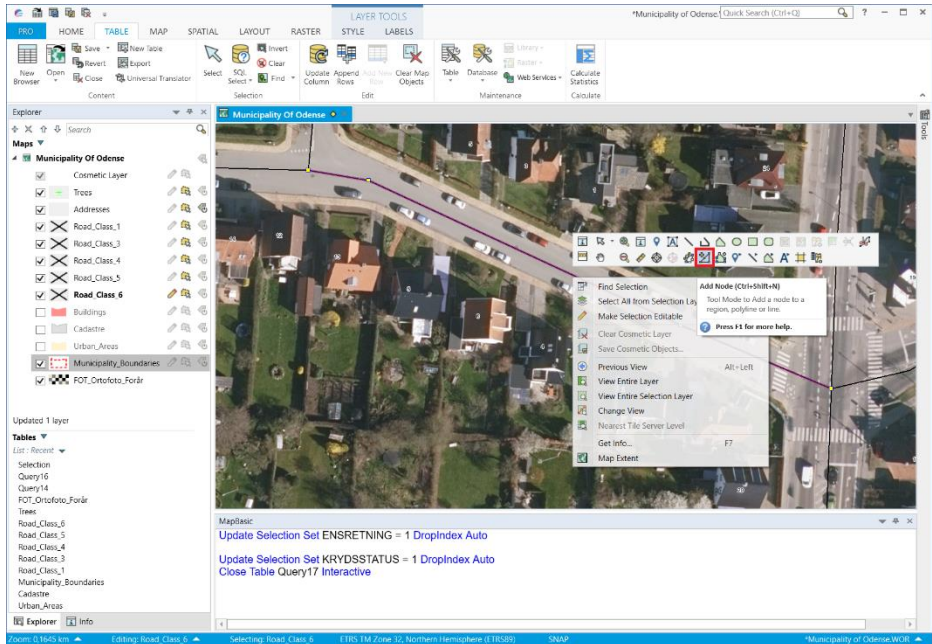 *Municipality of Odense.
Quick Search (Ctrl+Q)
LAYER TOOLS
PRO HOME TABLE MAP SPATIAL LAYOUT RASTER STYLE LABELS
New Browser
Open
Save
Revert
Close
New Table
Export
Universal Translator
Content
Select
SQL Select
Invert
Clear
Find
Selection
Update Column
Append Rows
Add New Row
Clear Map Objects
Edit
Table
Database
Library
Raster
Web Services
Maintenance
Calculate Statistics
Calculate
Explorer
Search
Maps
Municipality Of Odense
Cosmetic Layer
Trees
Addresses
Road_Class_1
Road_Class_3
Road_Class_4
Road_Class_5
Road_Class_6
Buildings
Cadastre
Urban_Areas
Municipality_Boundaries
FOT_Ortofoto_Forår
Updated 1 layer
Tables
List : Recent
Selection
Query16
Query14
FOT_Ortofoto_Forår
Trees
Road_Class_6
Road_Class_5
Road_Class_4
Road_Class_3
Road_Class_1
Municipality_Boundaries
Cadastre
Urban_Areas
Explorer Info
Municipality Of Odense
Tools
Find Selection
Select All from Selection Lay
Make Selection Editable
Clear Cosmetic Layer
Save Cosmetic Objects...
Previous View Alt+Left
View Entire Layer
View Entire Selection Layer
Change View
Nearest Tile Server Level
Get Info... F7
Map Extent
Add Node (Ctrl+Shift+N)
Tool Mode to Add a node to a
region, polyline or line.
Press F1 for more help.
MapBasic
Update Selection Set ENSRETNING = 1 DropIndex Auto
Update Selection Set KRYDSSTATUS = 1 DropIndex Auto
Close Table Query17 Interactive
Zoom: 0,1645 km Editing: Road_Class_6 Selecting: Road_Class_6 ETRS TM Zone 32, Northern Hemisphere (ETRS89) SNAP *Municipality of Odense.WOR